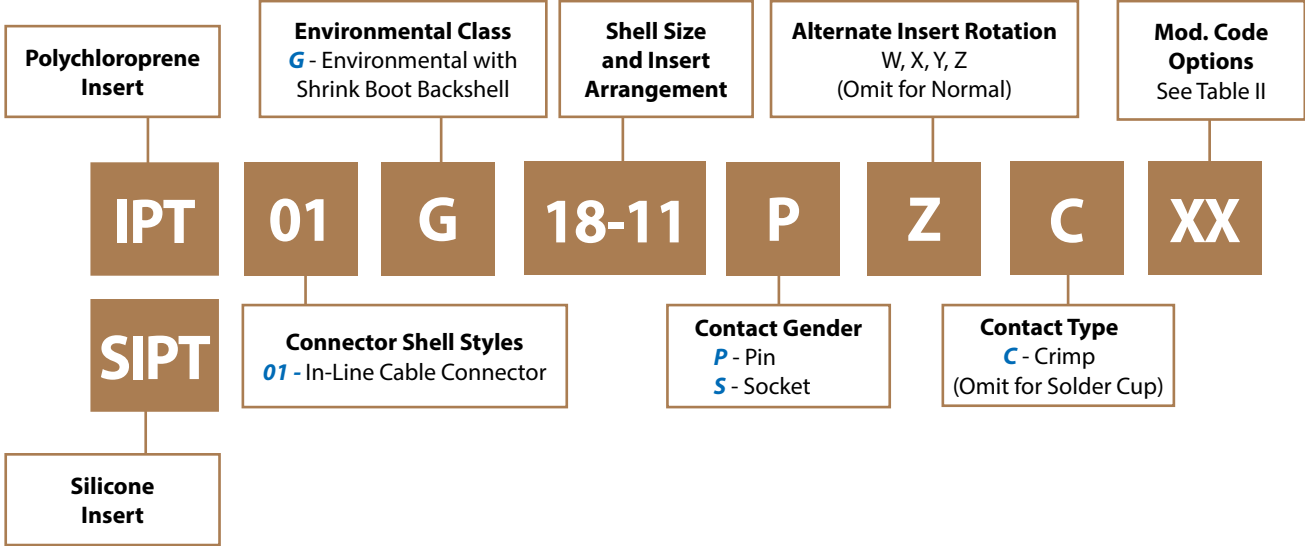 Polychloroprene
Insert
Environmental Class
G - Environmental with
Shrink Boot Backshell
Shell Size
and Insert
Arrangement
Alternate Insert Rotation
W, X, Y, Z
(Omit for Normal)
Mod. Code
Options
See Table II
IPT
01
G
18-11
P
Z
C
XX
SIPT
Connector Shell Styles
01 - In-Line Cable Connector
Contact Gender
P - Pin
S - Socket
Contact Type
C - Crimp
(Omit for Solder Cup)
Silicone
Insert